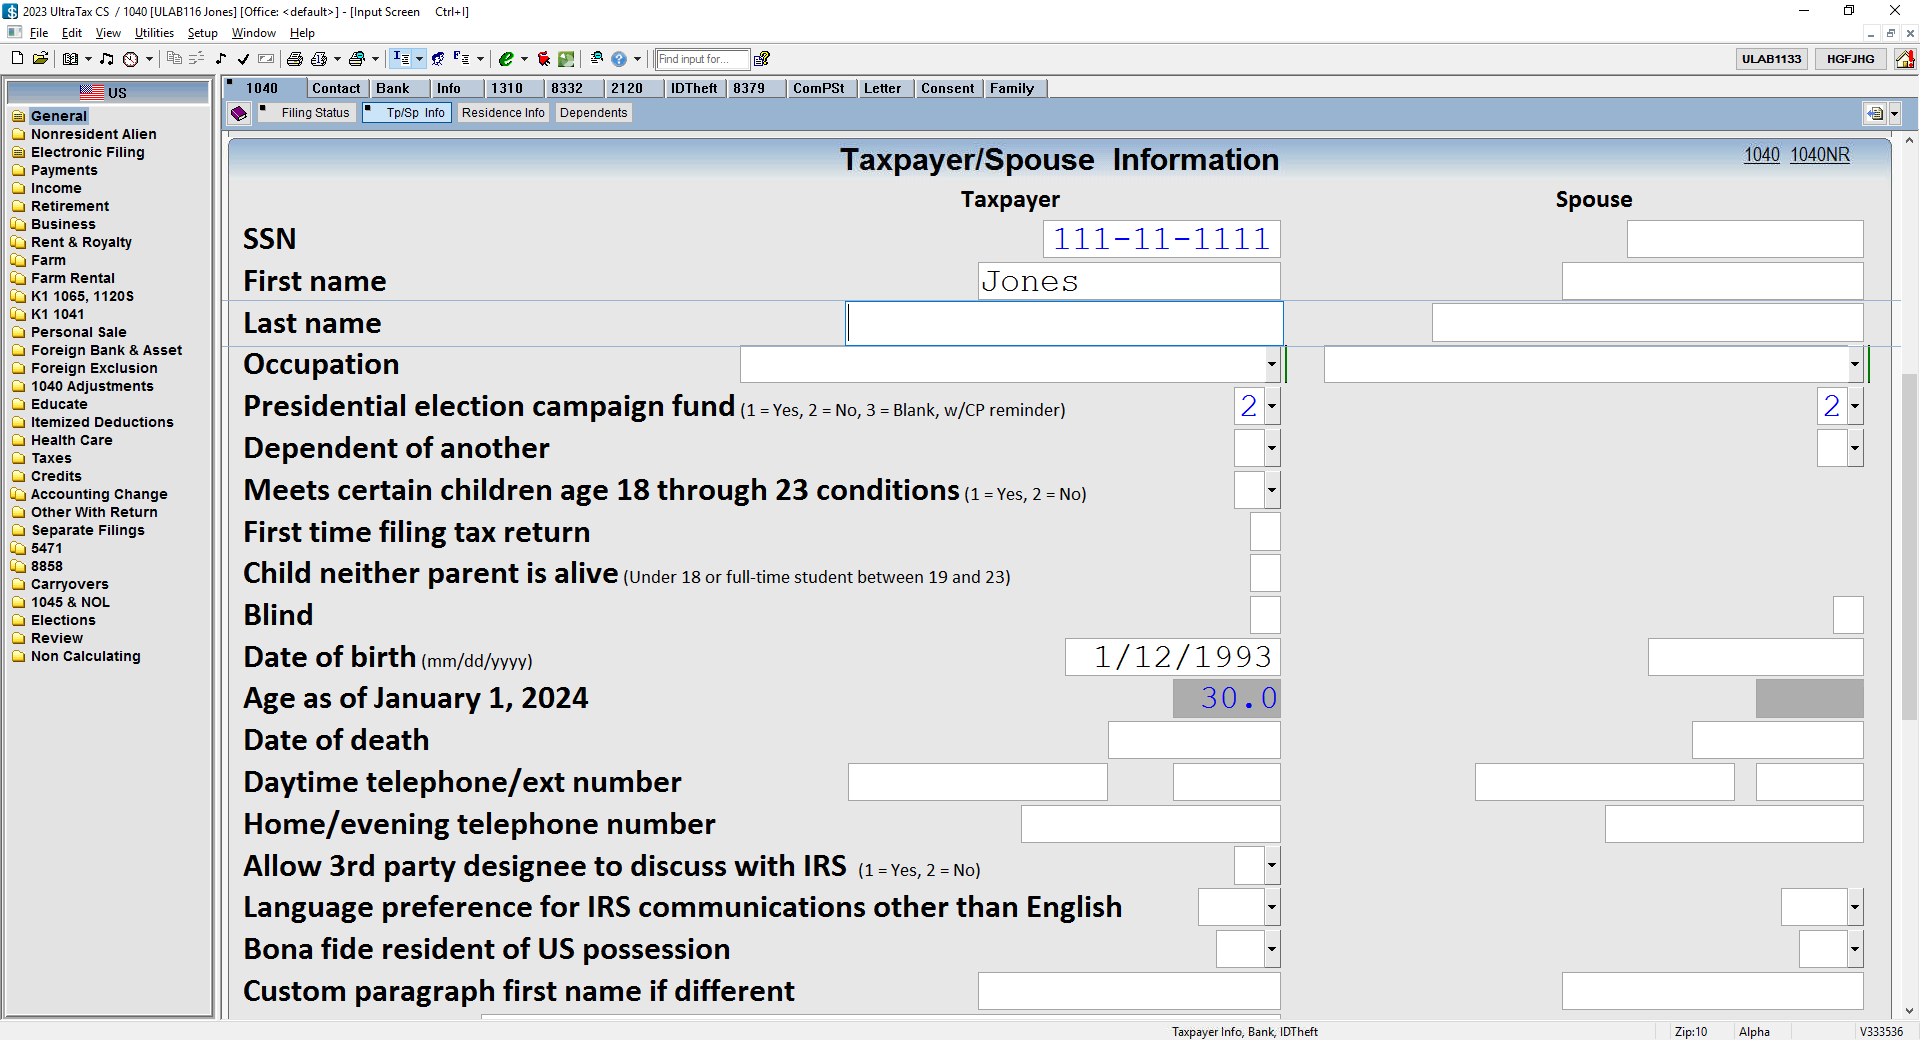 2023 UltraTax CS / 1040 [ULAB116 Jones] [Office: <default>] - [Input Screen Ctrl+I]
File Edit View Utilities Setup Window Help
Find input for...
ULAB1133 HGFJHG
US
General
Nonresident Alien
Electronic Filing
Payments
Income
Retirement
Business
Rent & Royalty
Farm
Farm Rental
K1 1065, 1120S
K1 1041
Personal Sale
Foreign Bank & Asset
Foreign Exclusion
1040 Adjustments
Educate
Itemized Deductions
Health Care
Taxes
Credits
Accounting Change
Other With Return
Separate Filings
5471
8858
Carryovers
1045 & NOL
Elections
Review
Non Calculating
1040 Contact Bank Info 1310 8332 2120 IDTheft 8379 ComPSt Letter Consent Family
Filing Status Tp/Sp Info Residence Info Dependents
Taxpayer/Spouse Information 1040 1040NR
Taxpayer Spouse
SSN 111-11-1111
First name Jones
Last name
Occupation
Presidential election campaign fund (1 = Yes, 2 = No, 3 = Blank, w/CP reminder) 2 2
Dependent of another
Meets certain children age 18 through 23 conditions (1 = Yes, 2 = No)
First time filing tax return
Child neither parent is alive (Under 18 or full-time student between 19 and 23)
Blind
Date of birth (mm/dd/yyyy) 1/12/1993
Age as of January 1, 2024 30.0
Date of death
Daytime telephone/ext number
Home/evening telephone number
Allow 3rd party designee to discuss with IRS (1 = Yes, 2 = No)
Language preference for IRS communications other than English
Bona fide resident of US possession
Custom paragraph first name if different
Taxpayer Info, Bank, IDTheft Zip:10 Alpha V333536